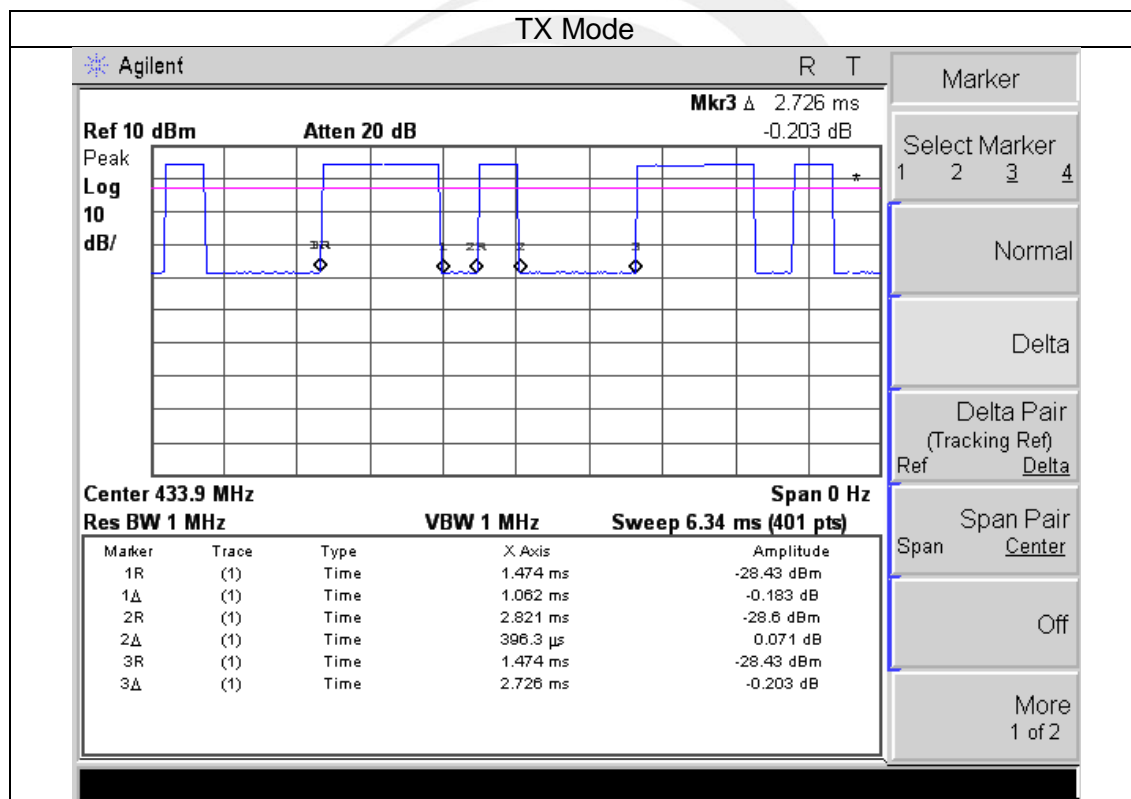 TX Mode
Agilent R T
Mkr3 Δ 2.726 ms
Ref 10 dBm Atten 20 dB -0.203 dB
Peak
Log
10
dB/
*
3R 1 2R 2 3
Center 433.9 MHz Span 0 Hz
Res BW 1 MHz VBW 1 MHz Sweep 6.34 ms (401 pts)
Marker Trace Type X Axis Amplitude
1R (1) Time 1.474 ms -28.43 dBm
1Δ (1) Time 1.062 ms -0.183 dB
2R (1) Time 2.821 ms -28.6 dBm
2Δ (1) Time 396.3 µs 0.071 dB
3R (1) Time 1.474 ms -28.43 dBm
3Δ (1) Time 2.726 ms -0.203 dB
Marker
Select Marker
1 2 3 4
Normal
Delta
Delta Pair
(Tracking Ref)
Ref Delta
Span Pair
Span Center
Off
More
1 of 2